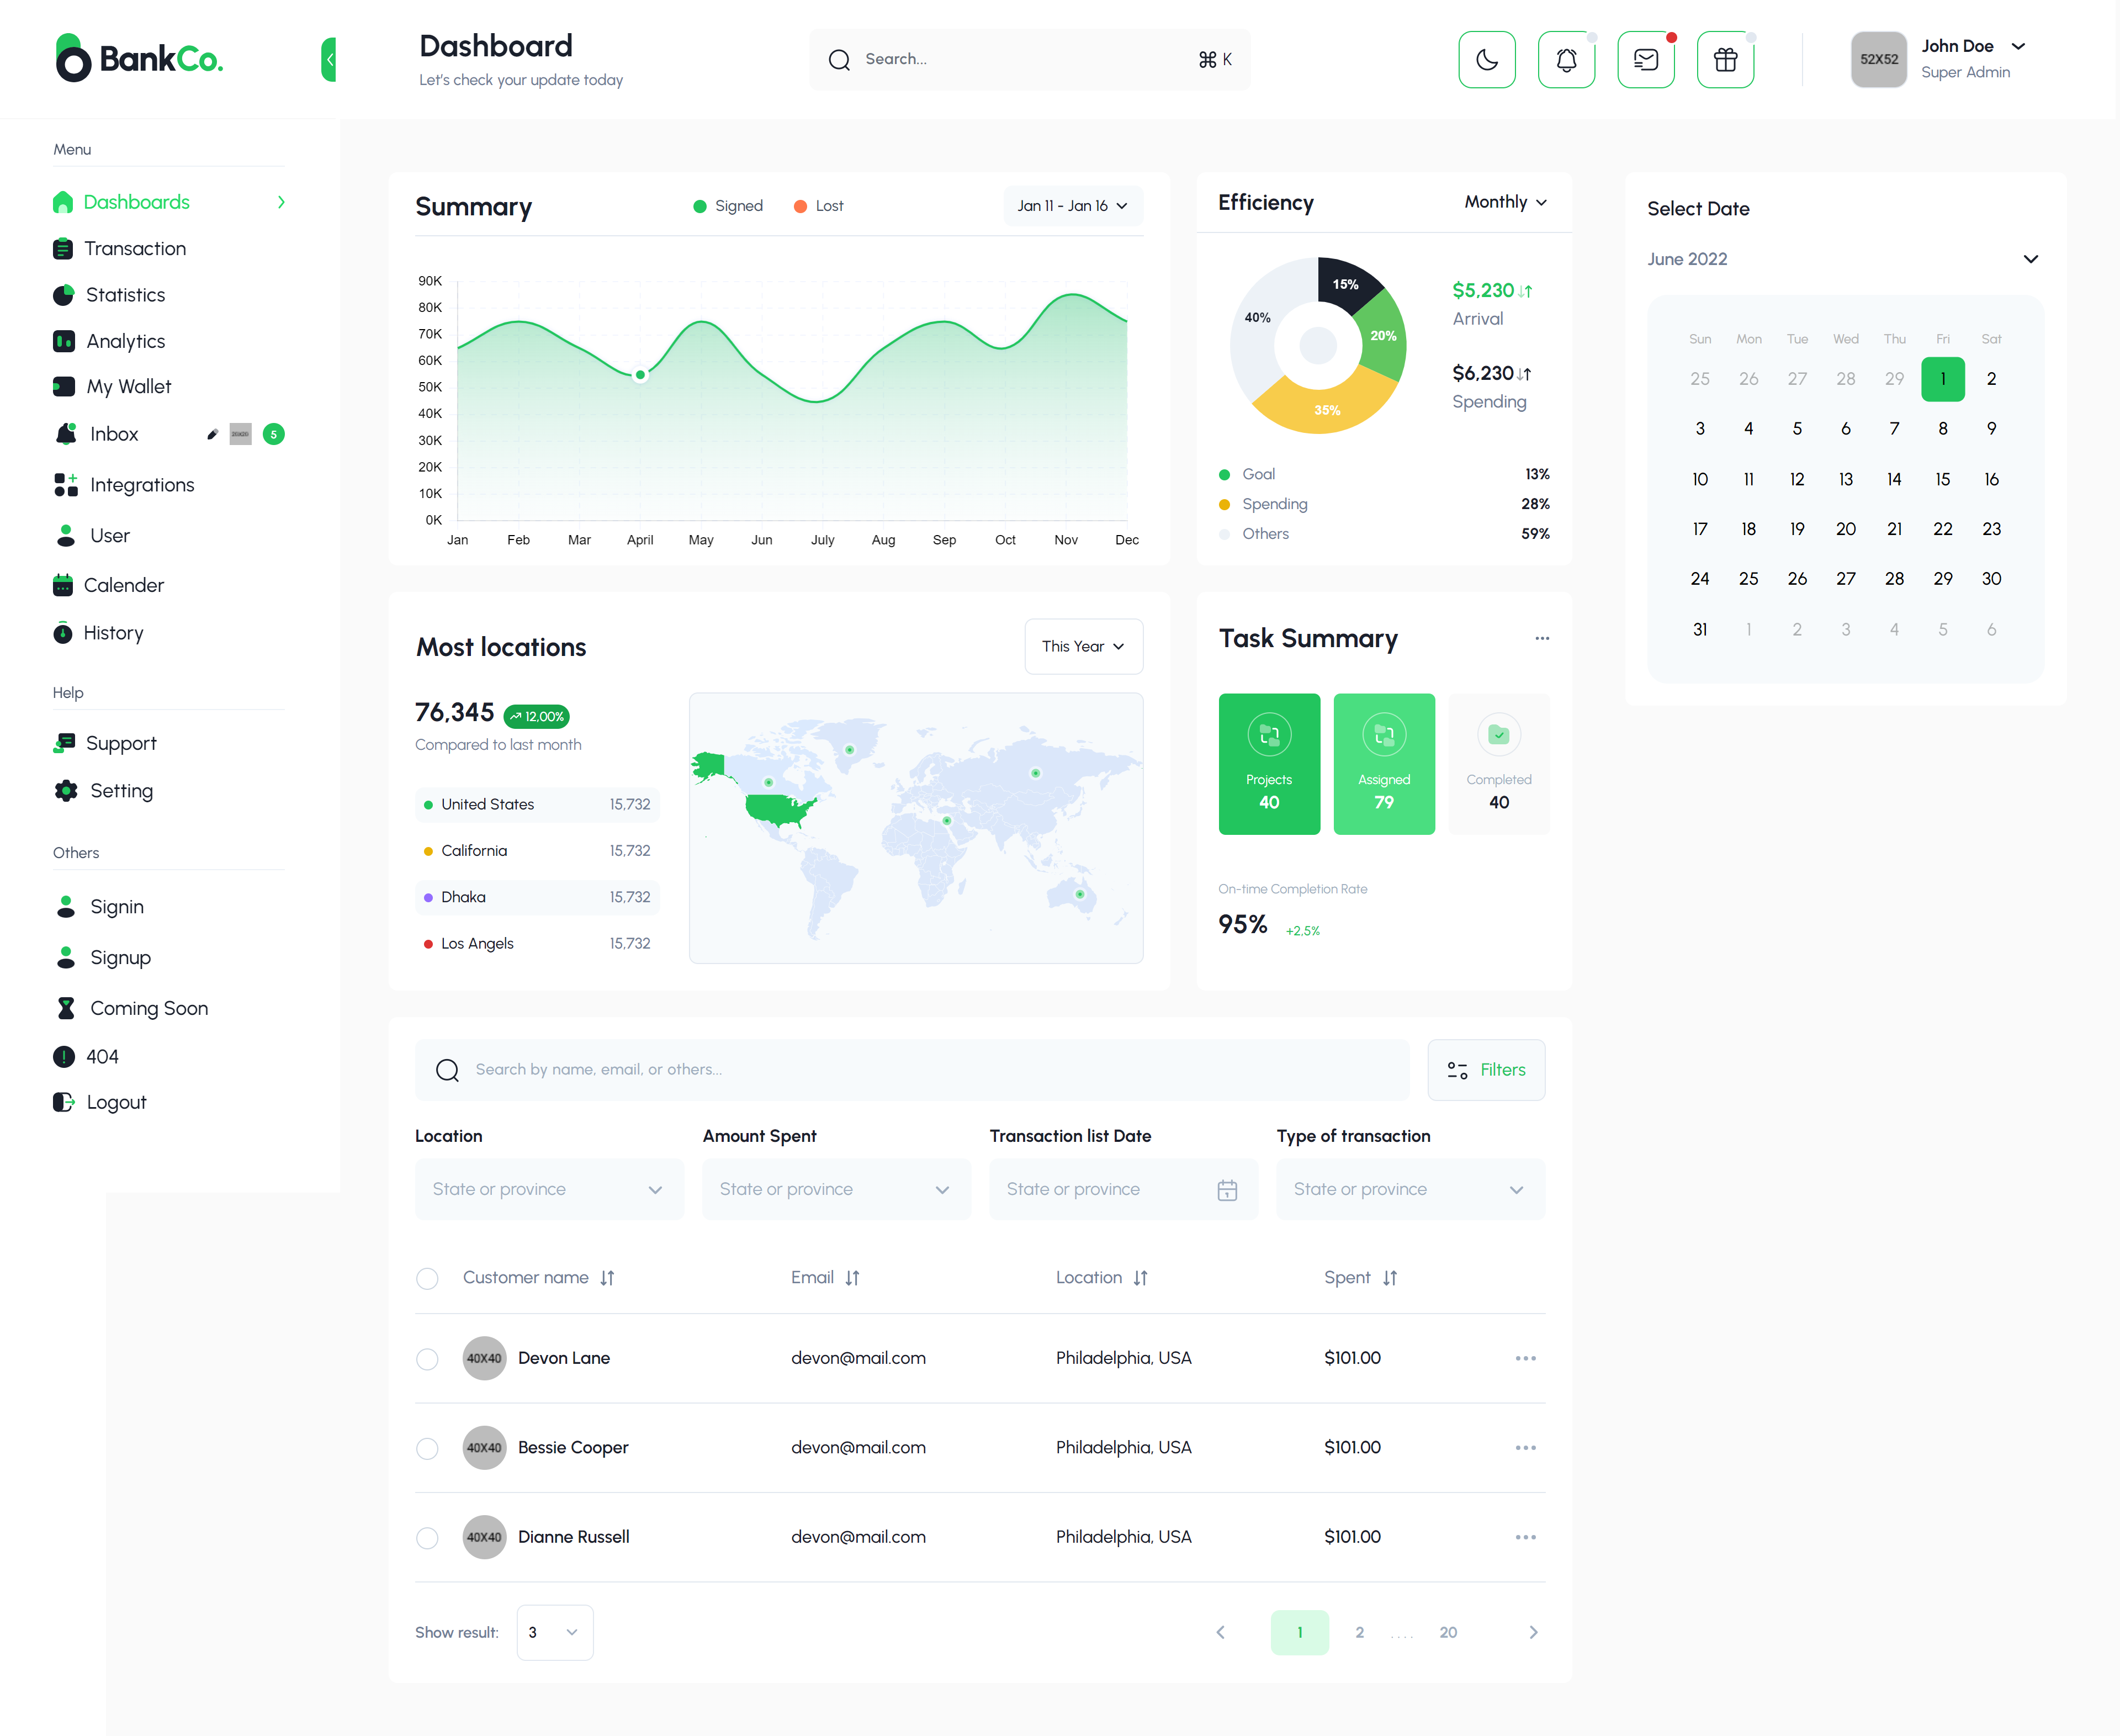 BankCo.
Dashboard
Let's check your update today
Search...
⌘ K
52X52
John Doe
Super Admin
Menu
Dashboards
Transaction
Statistics
Analytics
My Wallet
Inbox
5
Integrations
User
Calender
History
Help
Support
Setting
Others
Signin
Signup
Coming Soon
404
Logout
Summary
Signed
Lost
Jan 11 - Jan 16
90K
80K
70K
60K
50K
40K
30K
20K
10K
0K
Jan Feb Mar April May Jun July Aug Sep Oct Nov Dec
Efficiency
Monthly
15%
20%
35%
40%
$5,230
Arrival
$6,230
Spending
Goal 13%
Spending 28%
Others 59%
Select Date
June 2022
Sun Mon Tue Wed Thu Fri Sat
25 26 27 28 29 1 2
3 4 5 6 7 8 9
10 11 12 13 14 15 16
17 18 19 20 21 22 23
24 25 26 27 28 29 30
31 1 2 3 4 5 6
Most locations
This Year
76,345
12,00%
Compared to last month
United States 15,732
California 15,732
Dhaka 15,732
Los Angels 15,732
Task Summary
Projects
40
Assigned
79
Completed
40
On-time Completion Rate
95% +2,5%
Search by name, email, or others...
Filters
Location
State or province
Amount Spent
State or province
Transaction list Date
State or province
Type of transaction
State or province
Customer name Email Location Spent
40X40 Devon Lane devon@mail.com Philadelphia, USA $101.00
40X40 Bessie Cooper devon@mail.com Philadelphia, USA $101.00
40X40 Dianne Russell devon@mail.com Philadelphia, USA $101.00
Show result: 3
1 2 .... 20